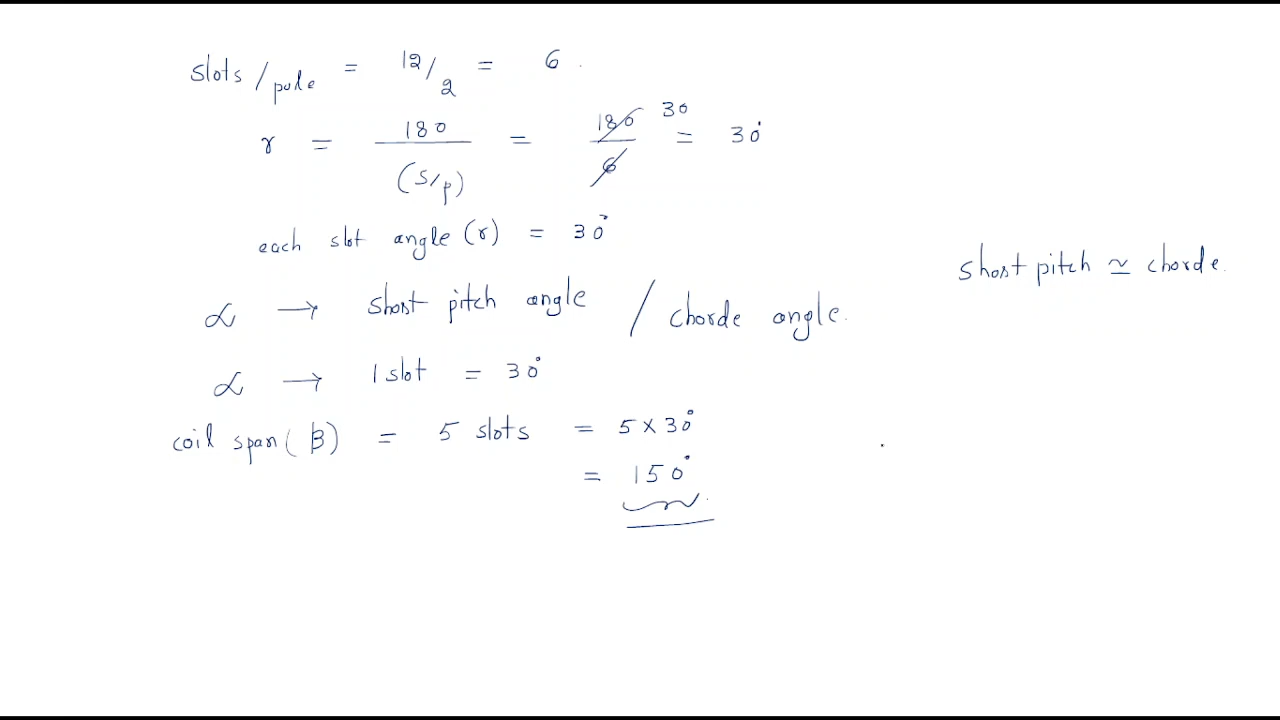 slots/pole = 12/2 = 6
γ = 180/(S/p) = 180/6 30 = 30°
each slot angle (γ) = 30°
short pitch ≃ chorde.
α → short pitch angle / chorde angle.
α → 1 slot = 30°
coil span (β) = 5 slots = 5 × 30°
= 150°